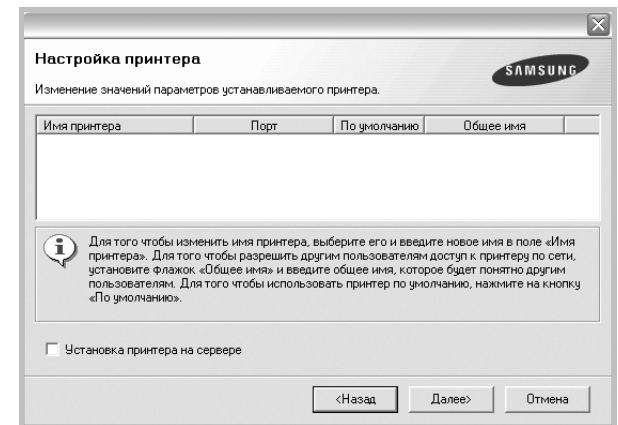 Настройка принтера
SAMSUNG
Изменение значений параметров устанавливаемого принтера.
Имя принтера Порт По умолчанию Общее имя
Для того чтобы изменить имя принтера, выберите его и введите новое имя в поле «Имя
принтера». Для того чтобы разрешить другим пользователям доступ к принтеру по сети,
установите флажок «Общее имя» и введите общее имя, которое будет понятно другим
пользователям. Для того чтобы использовать принтер по умолчанию, нажмите на кнопку
«По умолчанию».
Установка принтера на сервере
<Назад Далее> Отмена